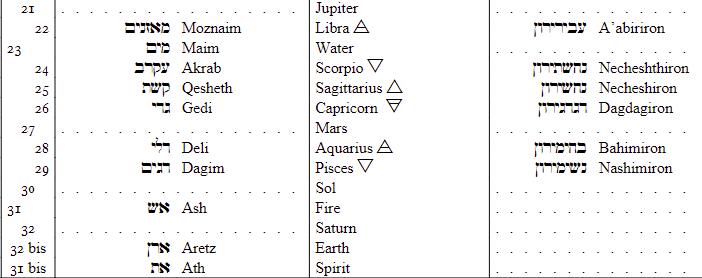 21 . . . . . . . . . . . . . . Jupiter . . . . . . . . . . . .
22 מאזנים Moznaim Libra 🜁 עבירירון A’abiriron
23 מים Maim Water . . . . . . . . . . . .
24 עקרב Akrab Scorpio ▽ נחשתירון Necheshthiron
25 קשת Qesheth Sagittarius △ נחשירון Necheshiron
26 גדי Gedi Capricorn 🜃 דגדגירון Dagdagiron
27 . . . . . . . . . . . . . . Mars . . . . . . . . . . . .
28 דלי Deli Aquarius 🜁 בהימירון Bahimiron
29 דגים Dagim Pisces ▽ נשימירון Nashimiron
30 . . . . . . . . . . . . . . Sol . . . . . . . . . . . .
31 אש Ash Fire . . . . . . . . . . . .
32 . . . . . . . . . . . . . . Saturn . . . . . . . . . . . .
32 bis ארץ Aretz Earth . . . . . . . . . . . .
31 bis את Ath Spirit . . . . . . . . . . . .